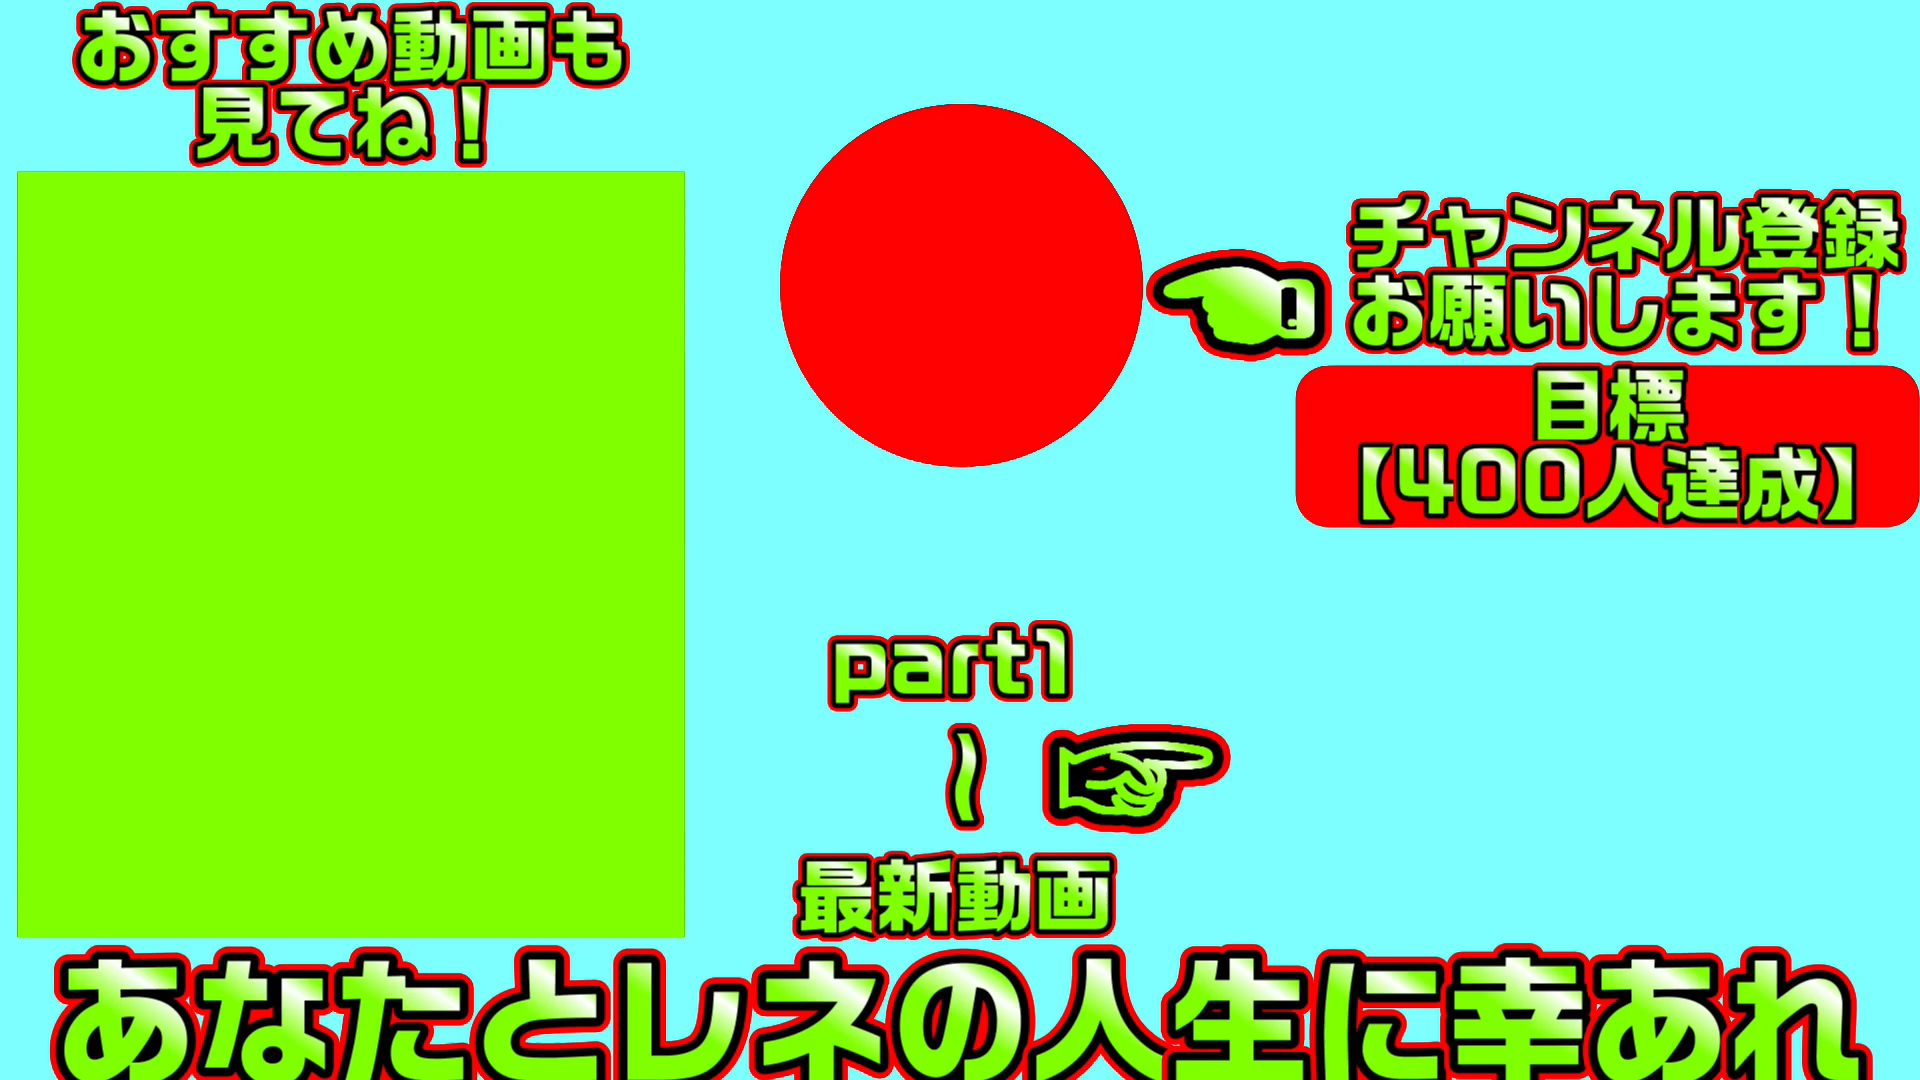 おすすめ動画も
見てね！
チャンネル登録
お願いします！
目標
【400人達成】
part1
～
最新動画
あなたとレネの人生に幸あれ